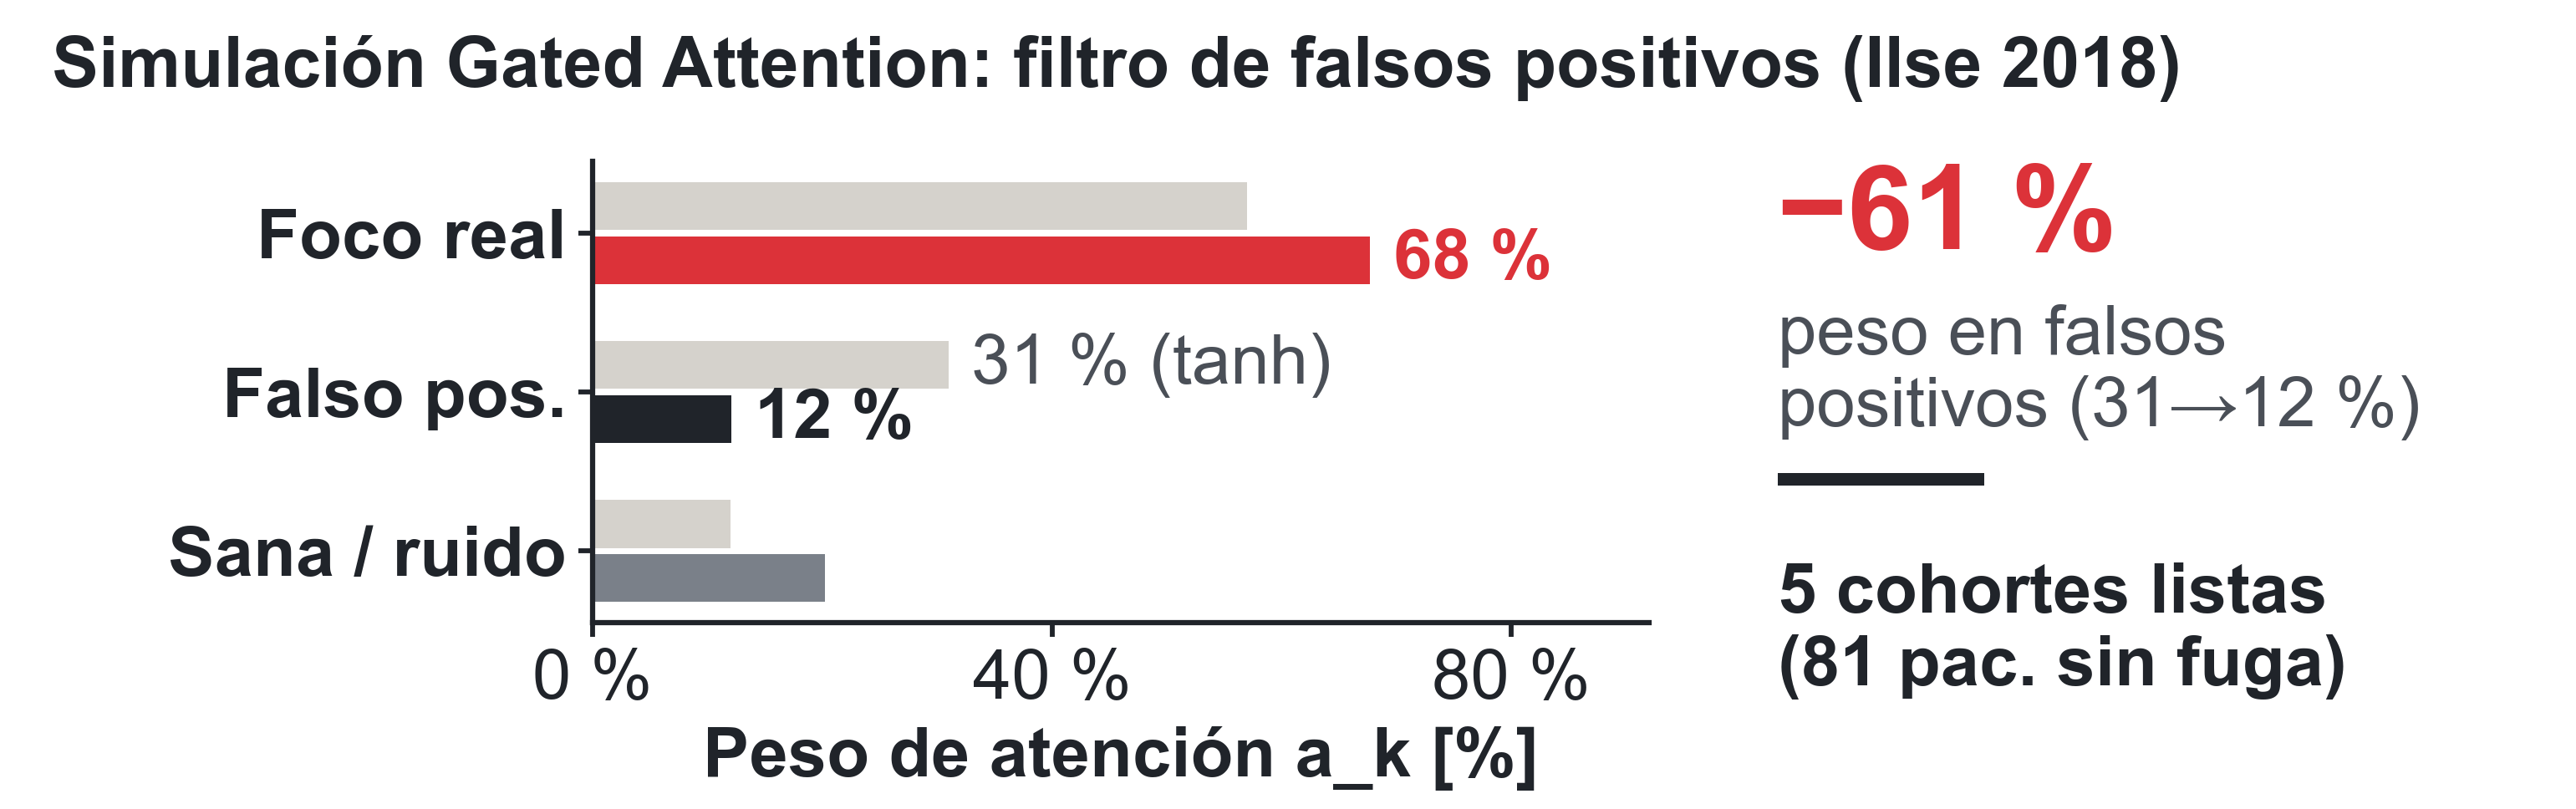 Simulación Gated Attention: filtro de falsos positivos (Ilse 2018)
Foco real
68 %
Falso pos.
31 % (tanh)
12 %
Sana / ruido
0 %
40 %
80 %
Peso de atención a_k [%]
−61 %
peso en falsos
positivos (31→12 %)
5 cohortes listas
(81 pac. sin fuga)